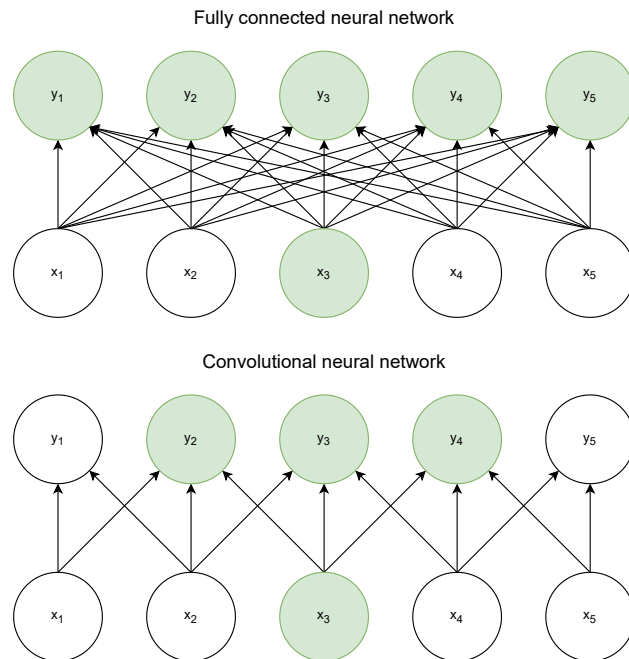 Fully connected neural network
y1 y2 y3 y4 y5
x1 x2 x3 x4 x5
Convolutional neural network
y1 y2 y3 y4 y5
x1 x2 x3 x4 x5